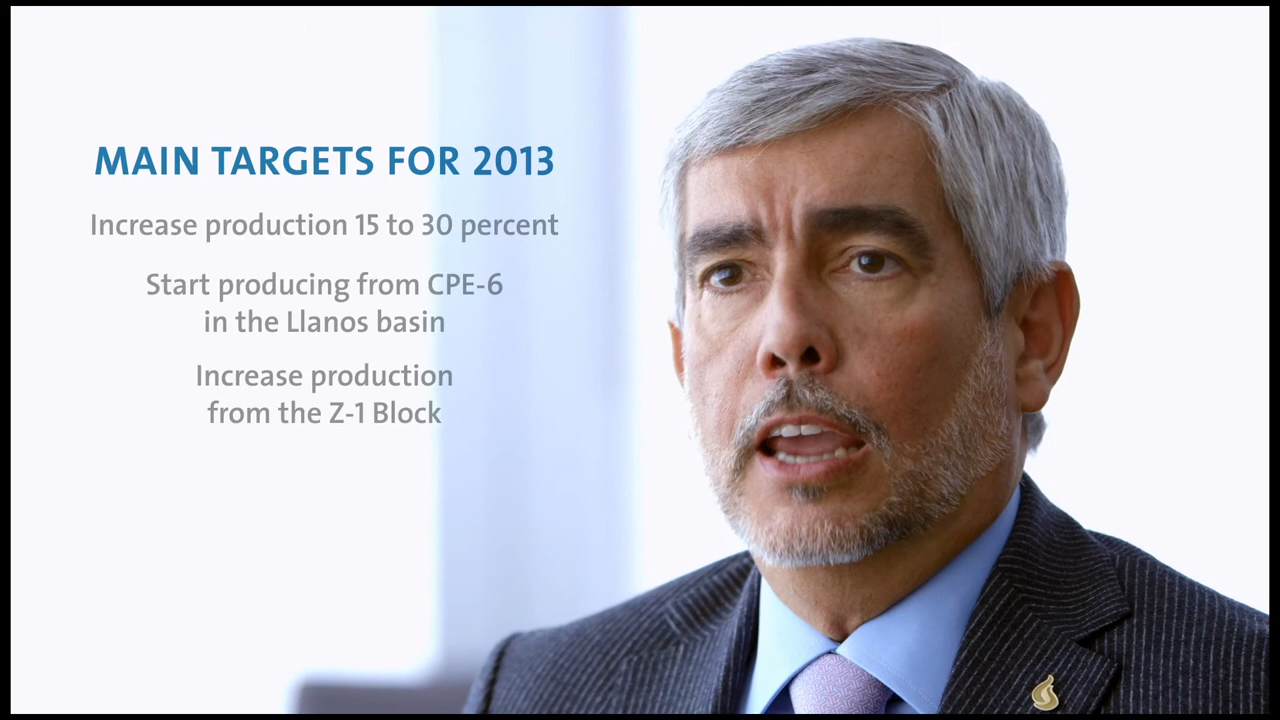 MAIN TARGETS FOR 2013
Increase production 15 to 30 percent
Start producing from CPE-6
in the Llanos basin
Increase production
from the Z-1 Block